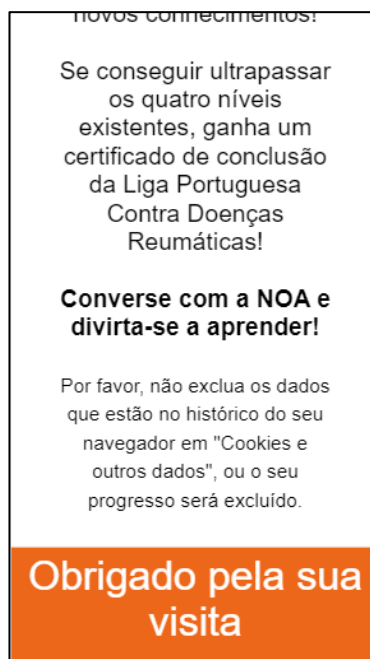 novos conhecimentos!
Se conseguir ultrapassar
os quatro níveis
existentes, ganha um
certificado de conclusão
da Liga Portuguesa
Contra Doenças
Reumáticas!
Converse com a NOA e
divirta-se a aprender!
Por favor, não exclua os dados
que estão no histórico do seu
navegador em "Cookies e
outros dados", ou o seu
progresso será excluído.
Obrigado pela sua
visita